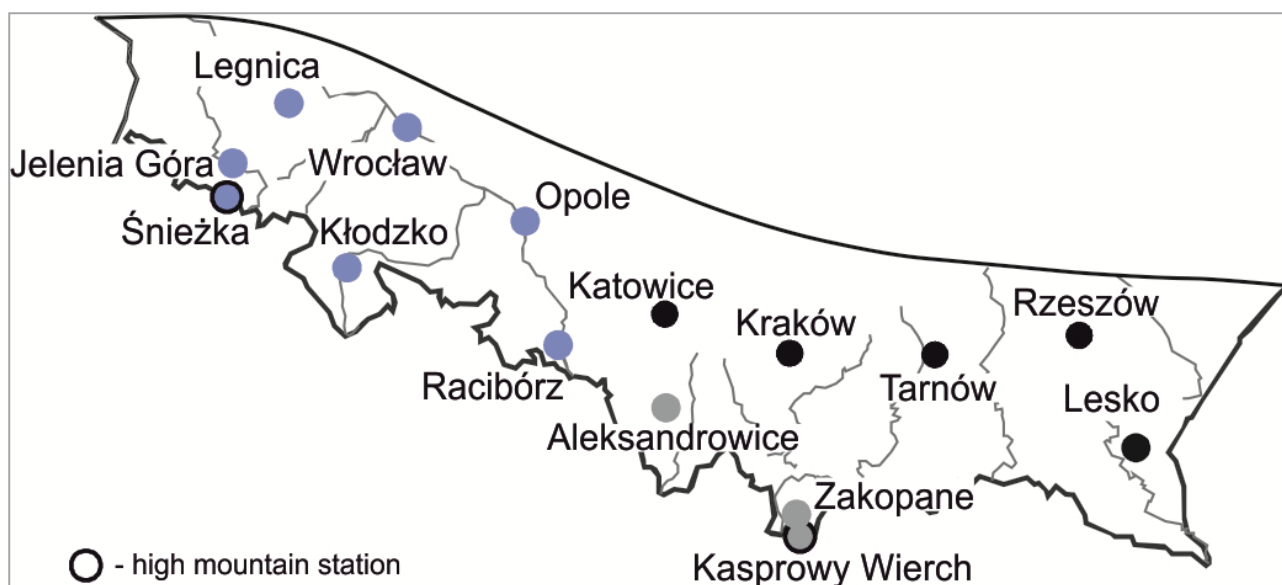 Legnica
Jelenia Góra
Wrocław
Śnieżka
Kłodzko
Opole
Katowice
Kraków
Rzeszów
Racibórz
Tarnów
Lesko
Aleksandrowice
Zakopane
Kasprowy Wierch
- high mountain station